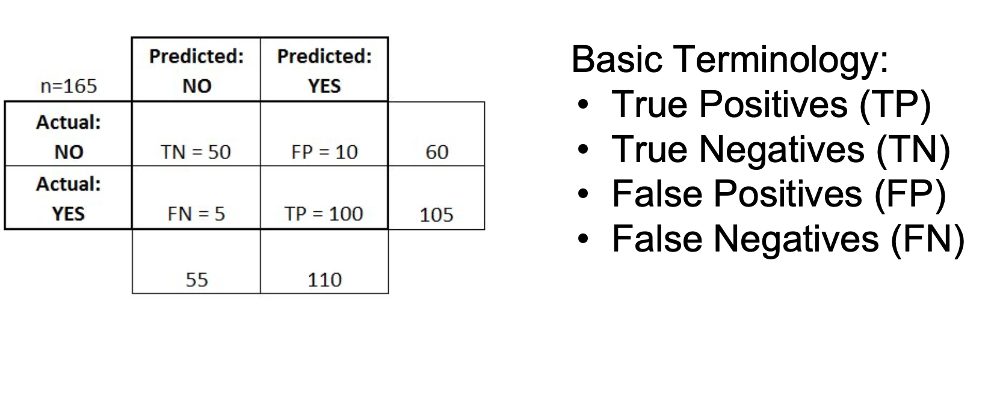 Predicted: Predicted:
n=165 NO YES
Actual:
NO TN = 50 FP = 10 60
Actual:
YES FN = 5 TP = 100 105
55 110
Basic Terminology:
• True Positives (TP)
• True Negatives (TN)
• False Positives (FP)
• False Negatives (FN)